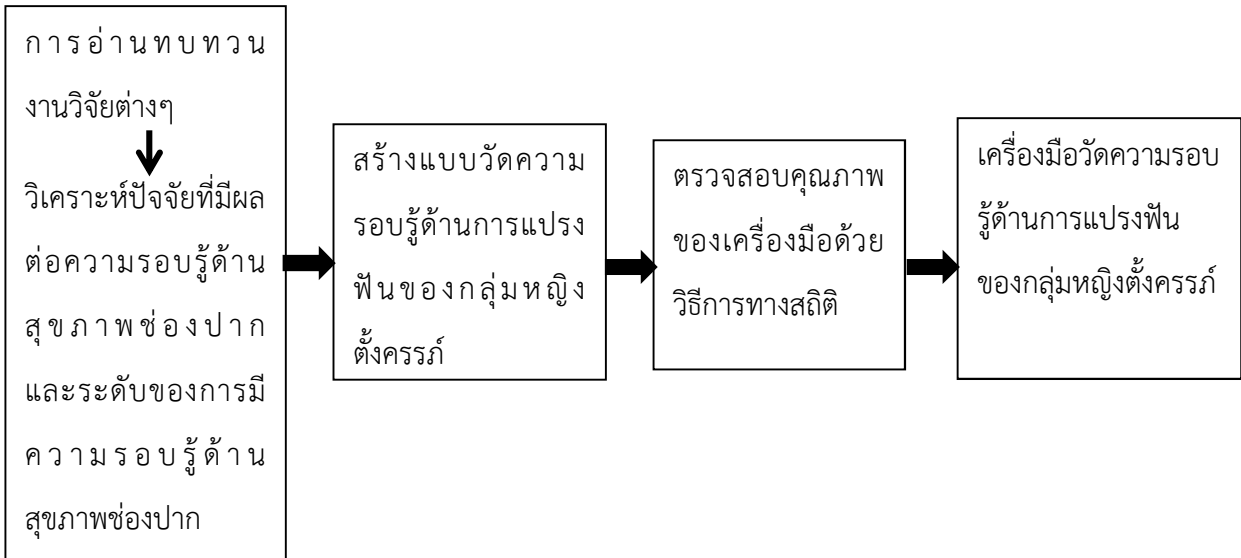 การอ่านทบทวน
งานวิจัยต่างๆ
วิเคราะห์ปัจจัยที่มีผล
ต่อความรอบรู้ด้าน
สุขภาพช่องปาก
และระดับของการมี
ความรอบรู้ด้าน
สุขภาพช่องปาก
สร้างแบบวัดความ
รอบรู้ด้านการแปรง
ฟันของกลุ่มหญิง
ตั้งครรภ์
ตรวจสอบคุณภาพ
ของเครื่องมือด้วย
วิธีการทางสถิติ
เครื่องมือวัดความรอบ
รู้ด้านการแปรงฟัน
ของกลุ่มหญิงตั้งครรภ์